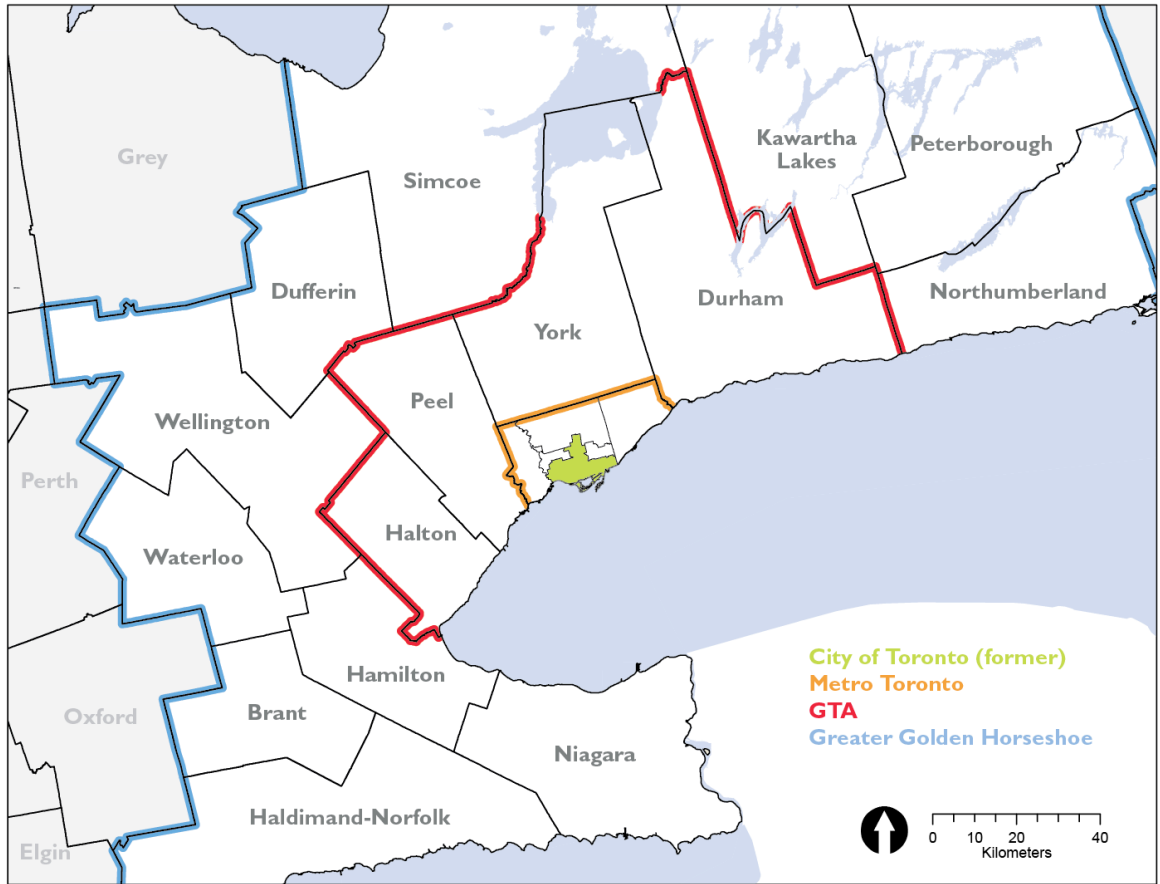 Grey
Simcoe
Kawartha
Lakes
Peterborough
Dufferin
Durham
Northumberland
York
Peel
Wellington
Perth
Halton
Waterloo
City of Toronto (former)
Metro Toronto
GTA
Greater Golden Horseshoe
Hamilton
Oxford
Brant
Niagara
Haldimand-Norfolk
Elgin
0 10 20 40
Kilometers